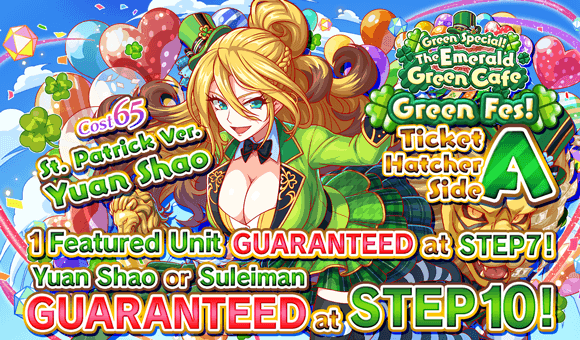 Green Special!
The Emerald
Green Cafe
Green Fes!
Ticket
Hatcher
Side A
Cost 65
St. Patrick Ver.
Yuan Shao
1 Featured Unit GUARANTEED at STEP7!
Yuan Shao or Suleiman
GUARANTEED at STEP10!